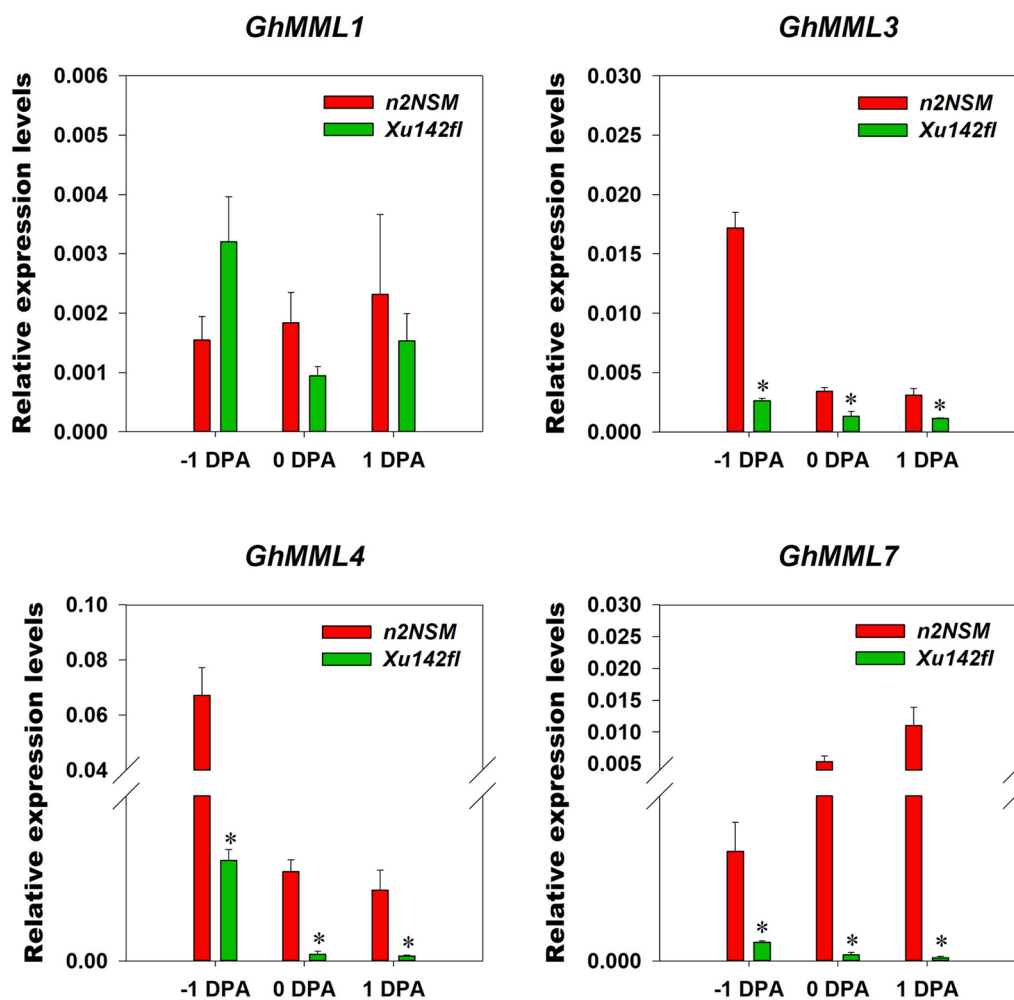 GhMML1
Relative expression levels
0.006
0.005
0.004
0.003
0.002
0.001
0.000
n2NSM
Xu142fl
-1 DPA 0 DPA 1 DPA
GhMML3
Relative expression levels
0.030
0.025
0.020
0.015
0.010
0.005
0.000
n2NSM
Xu142fl
*
*
*
-1 DPA 0 DPA 1 DPA
GhMML4
Relative expression levels
0.10
0.08
0.06
0.04
0.00
n2NSM
Xu142fl
*
*
*
-1 DPA 0 DPA 1 DPA
GhMML7
Relative expression levels
0.030
0.025
0.020
0.015
0.010
0.005
0.000
n2NSM
Xu142fl
*
*
*
-1 DPA 0 DPA 1 DPA